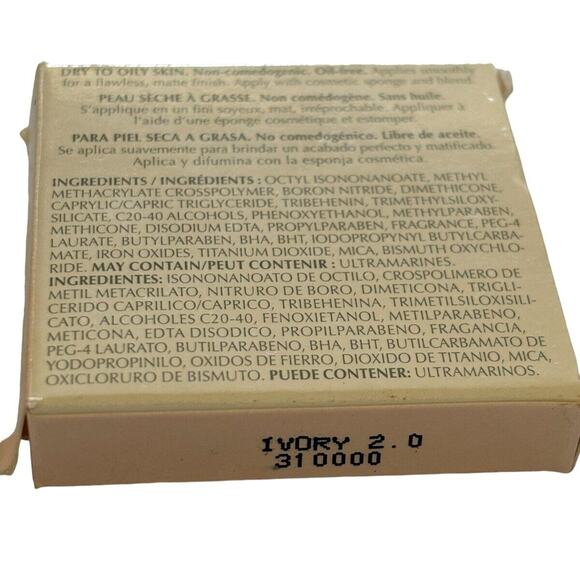 DRY TO OILY SKIN. Non-comedogenic. Oil-free. Applies smoothly
for a flawless, matte finish. Apply with cosmetic sponge and blend.
PEAU SÈCHE À GRASSE. Non comédogène. Sans huile.
S'applique en un fini soyeux, mat, irréprochable. Appliquer à
l'aide d'une éponge cosmétique et estomper.
PARA PIEL SECA A GRASA. No comedogénico. Libre de aceite.
Se aplica suavemente para brindar un acabado perfecto y matificado.
Aplica y difumina con la esponja cosmética.
INGREDIENTS / INGRÉDIENTS : OCTYL ISONONANOATE, METHYL
METHACRYLATE CROSSPOLYMER, BORON NITRIDE, DIMETHICONE,
CAPRYLIC/CAPRIC TRIGLYCERIDE, TRIBEHENIN, TRIMETHYLSILOXY-
SILICATE, C20-40 ALCOHOLS, PHENOXYETHANOL, METHYLPARABEN,
METHICONE, DISODIUM EDTA, PROPYLPARABEN, FRAGRANCE, PEG-4
LAURATE, BUTYLPARABEN, BHA, BHT, IODOPROPYNYL BUTYLCARBA-
MATE, IRON OXIDES, TITANIUM DIOXIDE, MICA, BISMUTH OXYCHLO-
RIDE. MAY CONTAIN/PEUT CONTENIR : ULTRAMARINES.
INGREDIENTES: ISONONANOATO DE OCTILO, CROSPOLIMERO DE
METIL METACRILATO, NITRURO DE BORO, DIMETICONA, TRIGLI-
CERIDO CAPRILICO/CAPRICO, TRIBEHENINA, TRIMETILSILOXISILI-
CATO, ALCOHOLES C20-40, FENOXIETANOL, METILPARABENO,
METICONA, EDTA DISODICO, PROPILPARABENO, FRAGANCIA,
PEG-4 LAURATO, BUTILPARABENO, BHA, BHT, BUTILCARBAMATO DE
YODOPROPINILO, OXIDOS DE FIERRO, DIOXIDO DE TITANIO, MICA,
OXICLORURO DE BISMUTO. PUEDE CONTENER: ULTRAMARINOS.
IVORY 2.0
310000